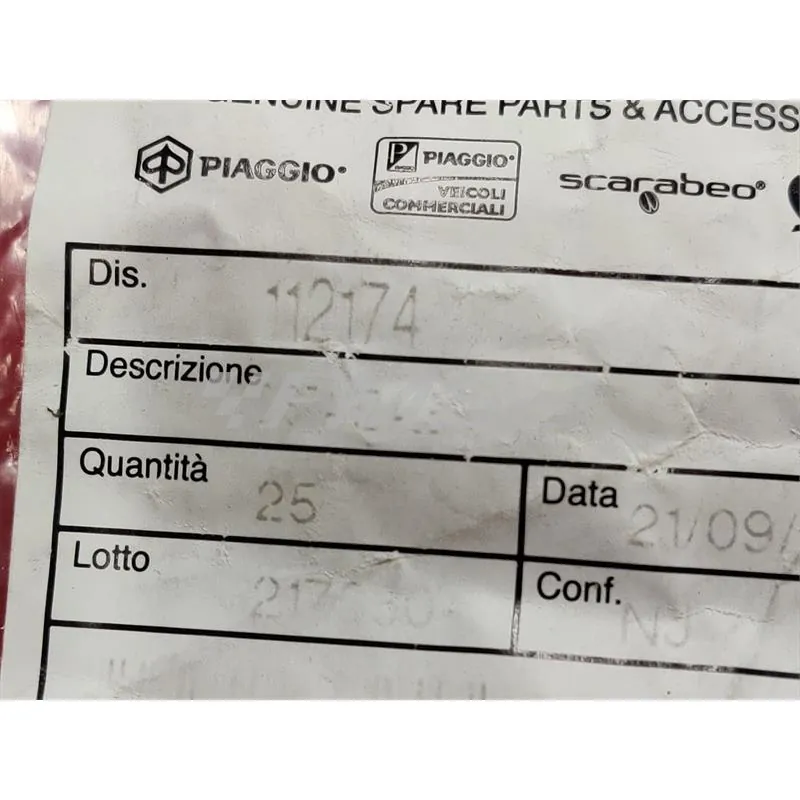 GENUINE SPARE PARTS & ACCESS
PIAGGIO
PIAGGIO
VEICOLI
COMMERCIALI
scarabeo®
Dis.
112174
Descrizione
Quantità
25
Data
21/09/
Lotto
Conf.
NJ